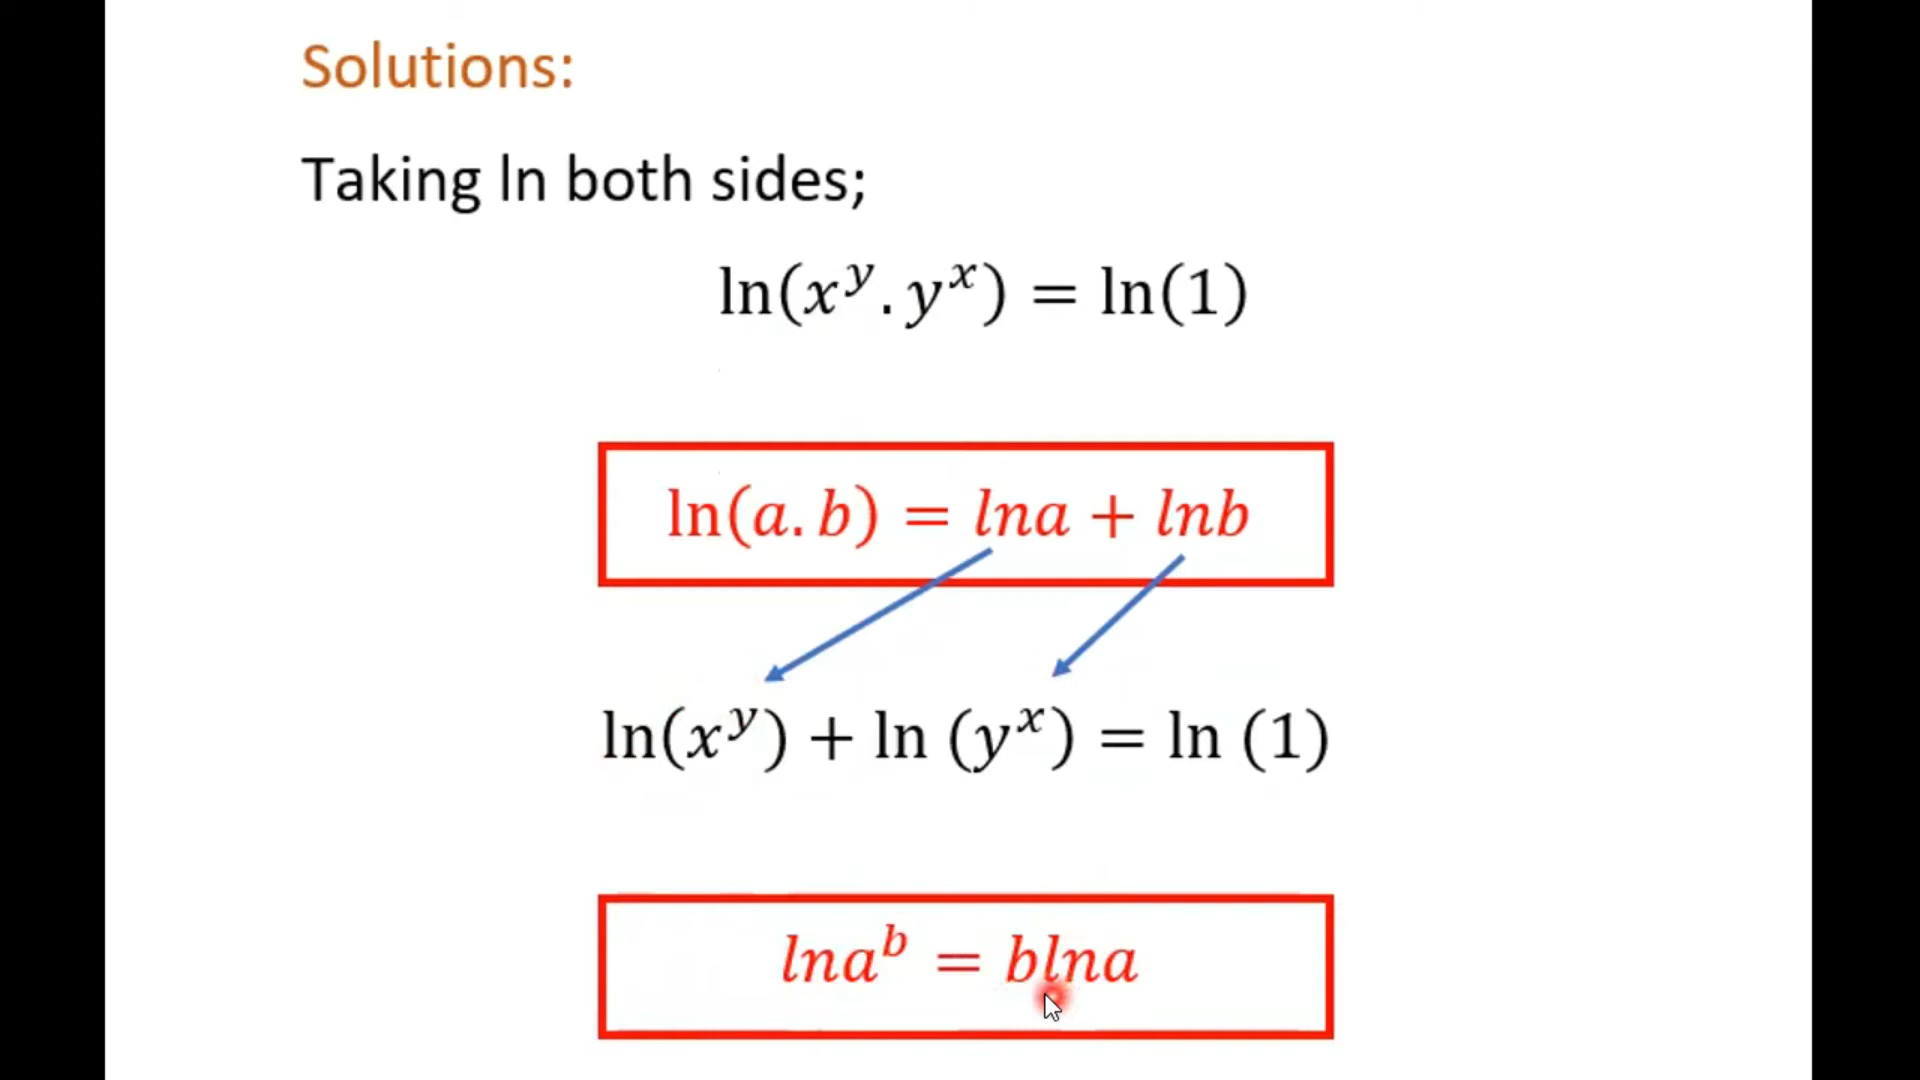 Solutions:
Taking ln both sides;
ln(x^y . y^x) = ln(1)
ln(a. b) = lna + lnb
ln(x^y) + ln (y^x) = ln (1)
lna^b = blna